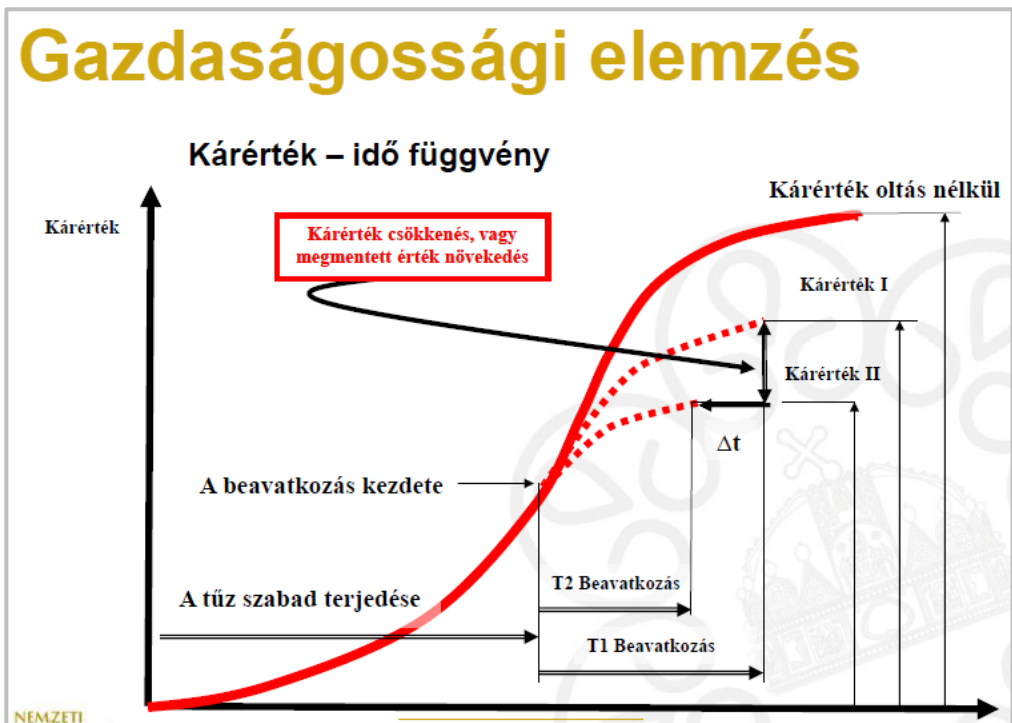 Gazdaságossági elemzés
Kárérték – idő függvény
Kárérték oltás nélkül
Kárérték
Kárérték csökkenés, vagy
megmentett érték növekedés
Kárérték I
Kárérték II
Δt
A beavatkozás kezdete
T2 Beavatkozás
A tűz szabad terjedése
T1 Beavatkozás
NEMZETI